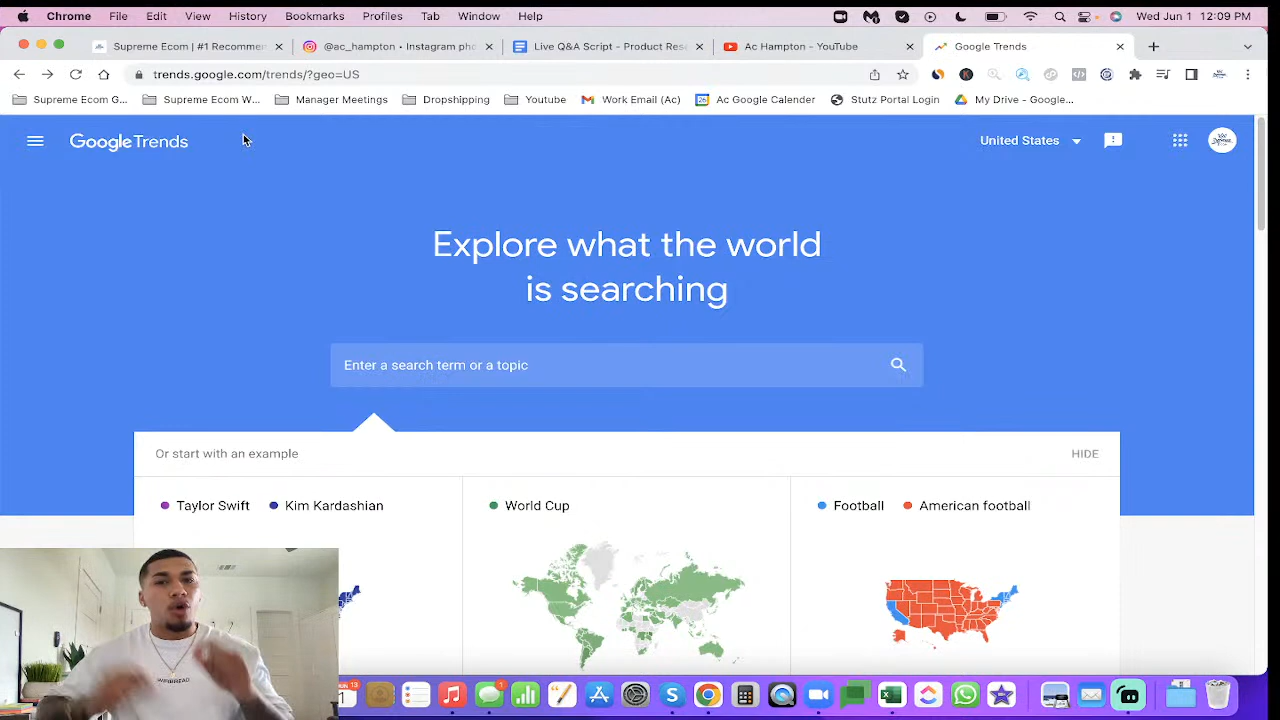 Chrome File Edit View History Bookmarks Profiles Tab Window Help Wed Jun 1 12:09 PM
Supreme Ecom | #1 Recommer @ac_hampton • Instagram pho Live Q&A Script - Product Res Ac Hampton - YouTube Google Trends
trends.google.com/trends/?geo=US
Supreme Ecom G... Supreme Ecom W... Manager Meetings Dropshipping Youtube Work Email (Ac) Ac Google Calender Stutz Portal Login My Drive - Google...
Google Trends United States
Explore what the world
is searching
Enter a search term or a topic
Or start with an example HIDE
Taylor Swift Kim Kardashian World Cup Football American football